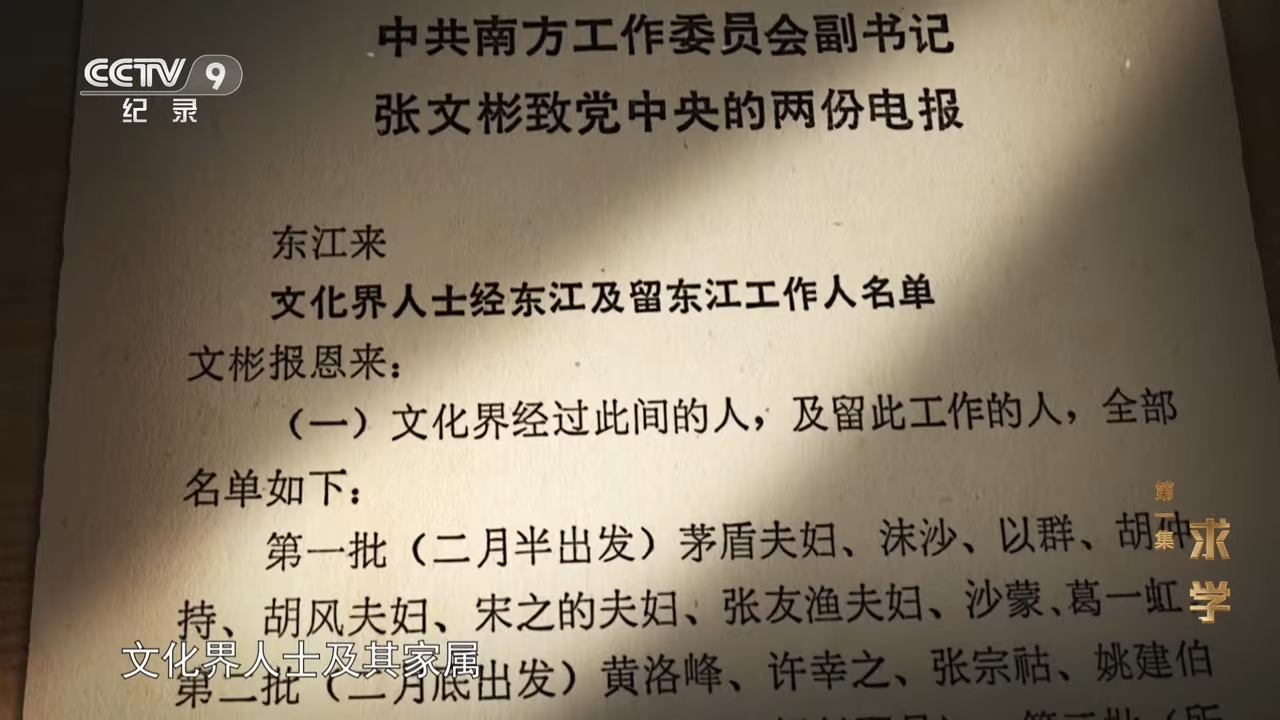 中共南方工作委员会副书记
张文彬致党中央的两份电报
CCTV 9
纪录
东江来
文化界人士经东江及留东江工作人名单
文彬报恩来：
（一）文化界经过此间的人，及留此工作的人，全部
名单如下：
第一批（二月半出发）茅盾夫妇、沫沙、以群、胡仲
持、胡风夫妇、宋之的夫妇、张友渔夫妇、沙蒙、葛一虹
第二批（二月底出发）黄洛峰、许幸之、张宗祜、姚建伯
第三批（所
第一集
求学
文化界人士及其家属